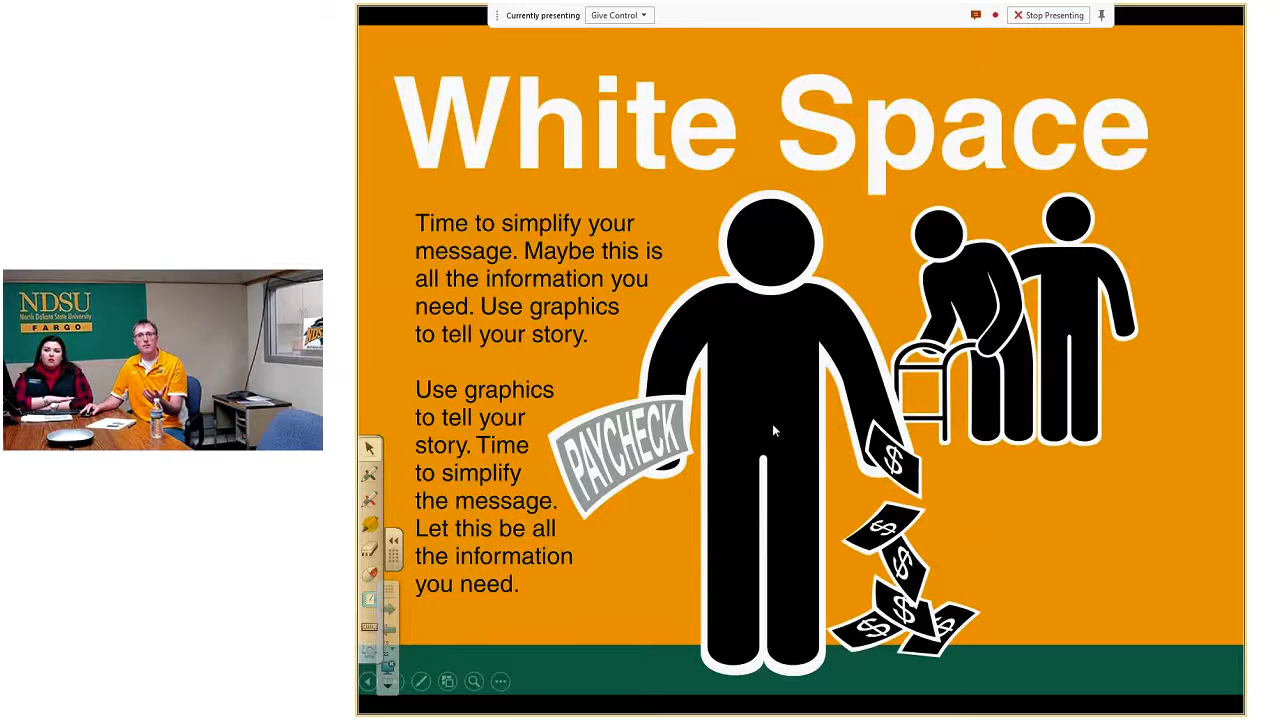 Currently presenting
Give Control
Stop Presenting
White Space
Time to simplify your
message. Maybe this is
all the information you
need. Use graphics
to tell your story.
Use graphics
to tell your
story. Time
to simplify
the message.
Let this be all
the information
you need.
PAYCHECK
$
$
$
$
$
$
NDSU
North Dakota State University
FARGO